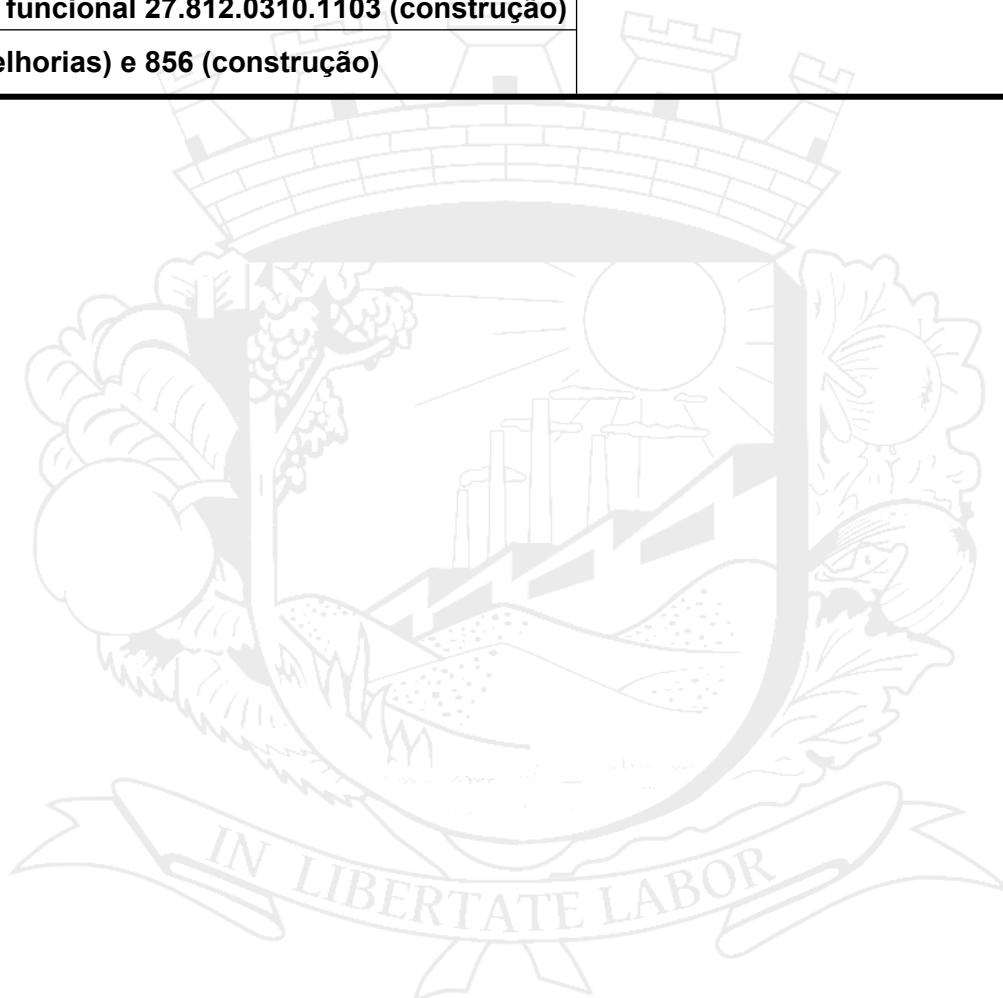 funcional 27.812.0310.1103 (construção)
elhorias) e 856 (construção)
IN LIBERTATE LABOR